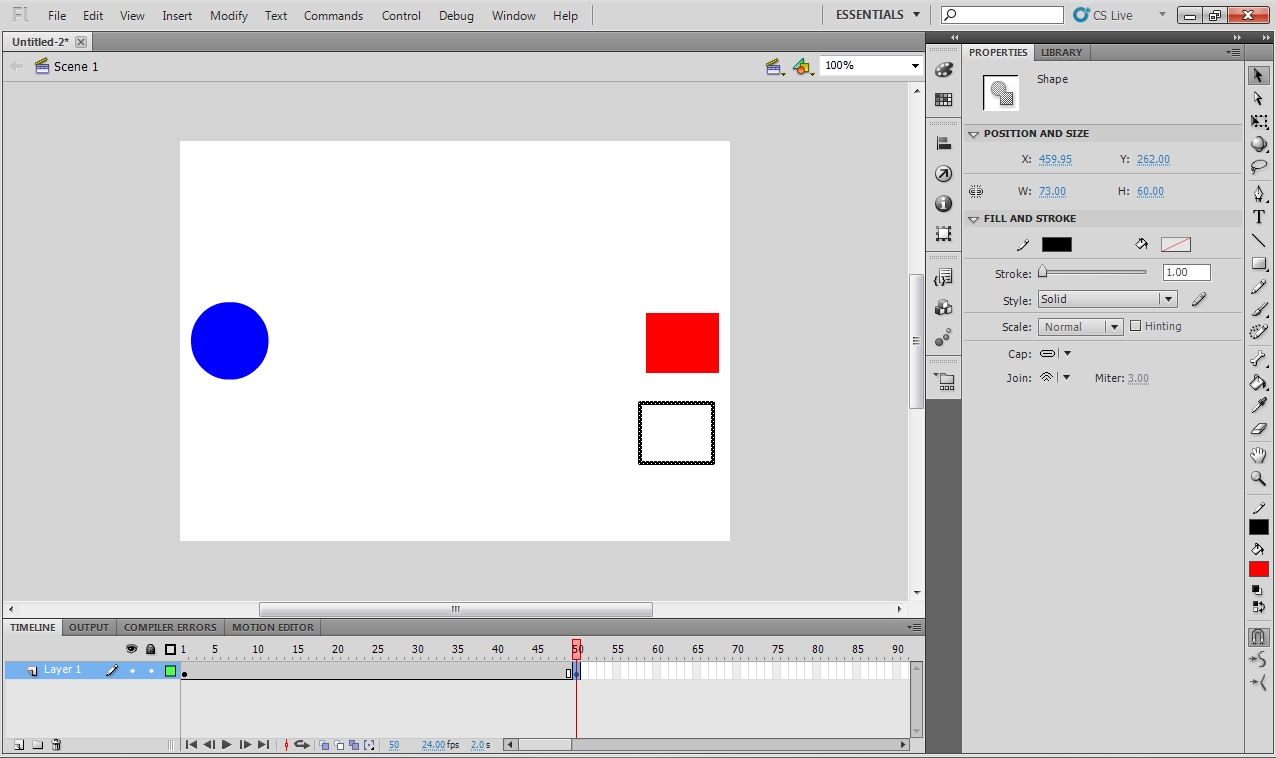 Fl File Edit View Insert Modify Text Commands Control Debug Window Help ESSENTIALS CS Live
Untitled-2*
Scene 1 100%
PROPERTIES LIBRARY
Shape
POSITION AND SIZE
X: 459.95 Y: 262.00
W: 73.00 H: 60.00
FILL AND STROKE
Stroke: 1.00
Style: Solid
Scale: Normal Hinting
Cap:
Join: Miter: 3.00
TIMELINE OUTPUT COMPILER ERRORS MOTION EDITOR
1 5 10 15 20 25 30 35 40 45 50 55 60 65 70 75 80 85 90
Layer 1
50 24.00 fps 2.0 s